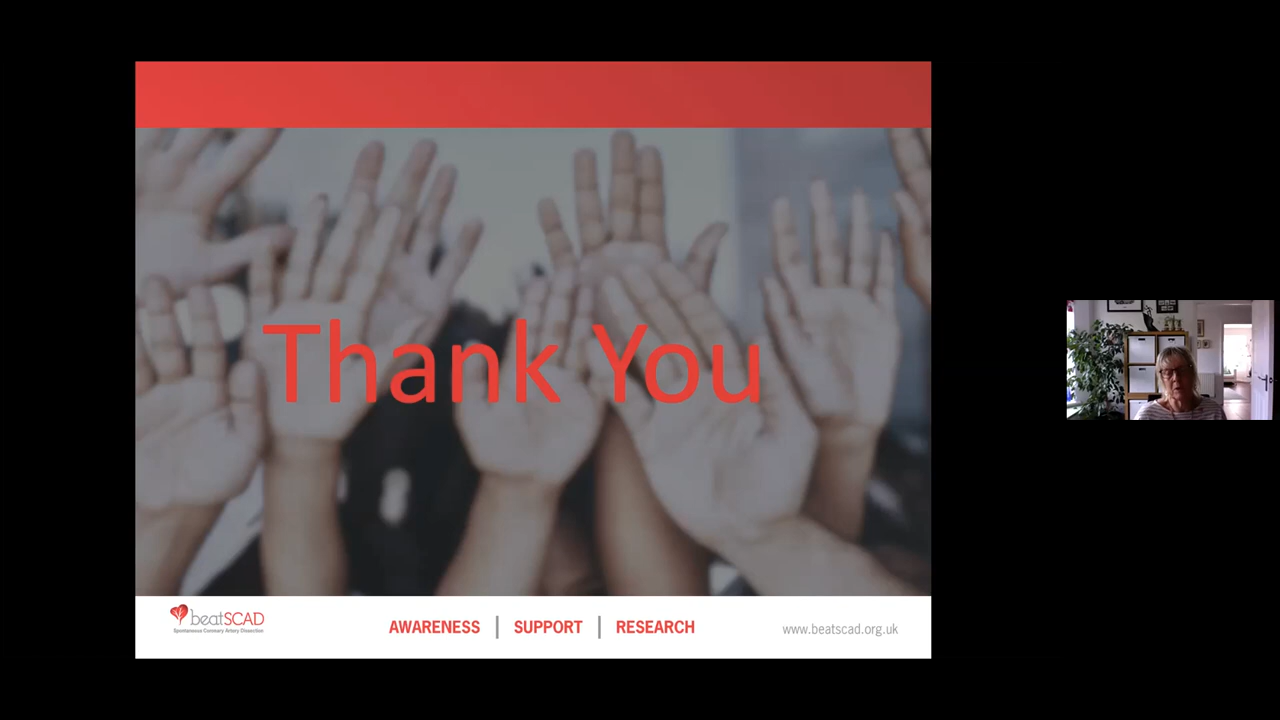 Thank You
beatSCAD
Spontaneous Coronary Artery Dissection
AWARENESS | SUPPORT | RESEARCH
www.beatscad.org.uk